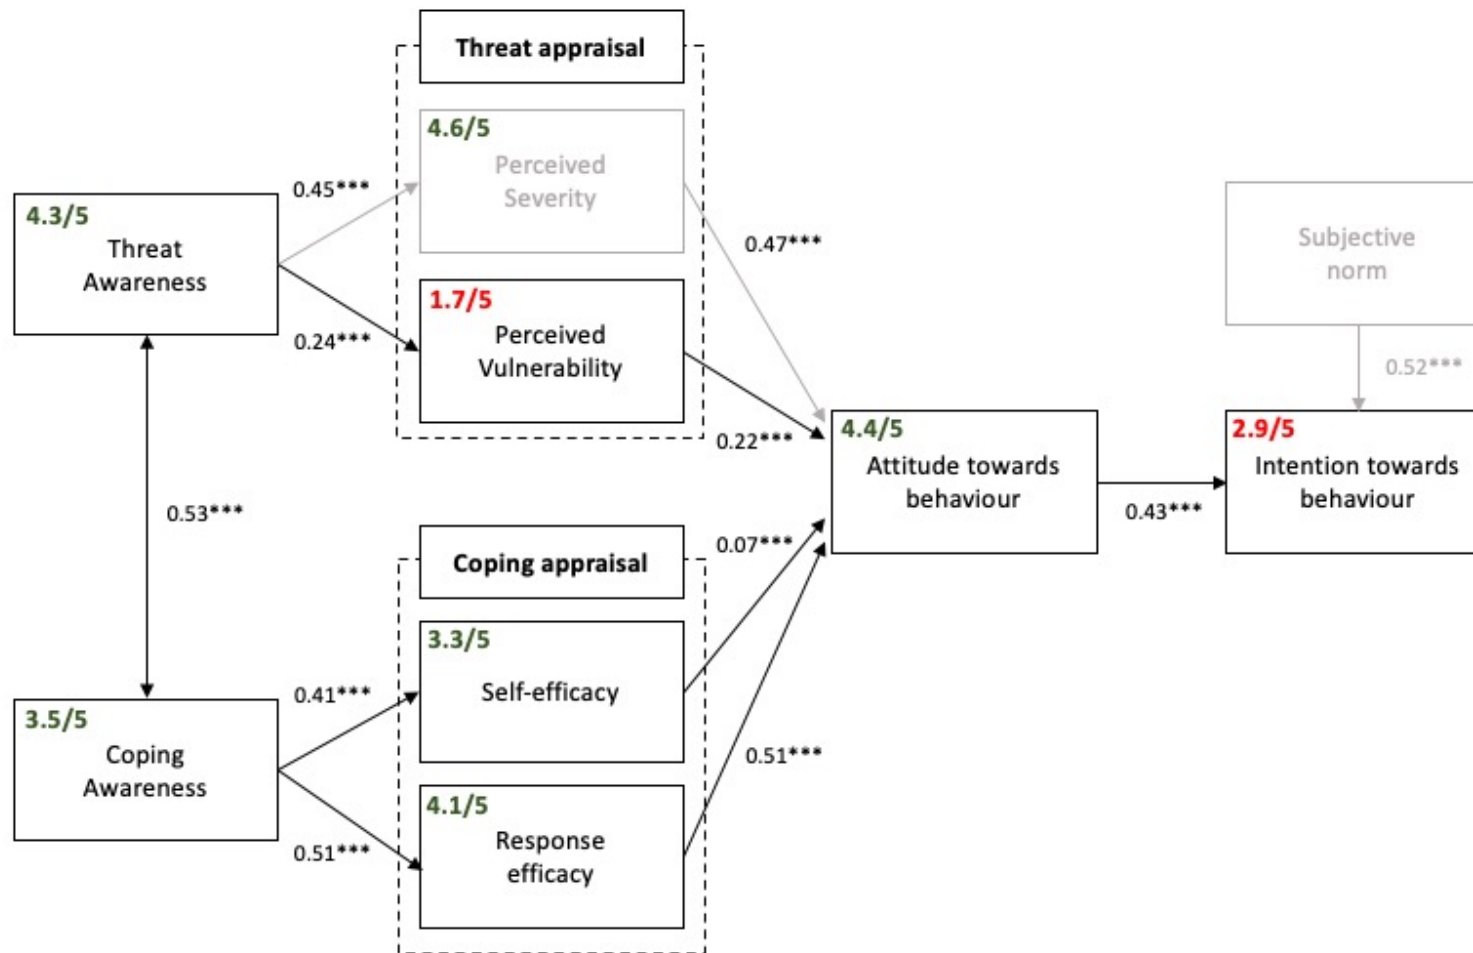 Threat appraisal
4.6/5
Perceived
Severity
0.45***
4.3/5
Threat
Awareness
0.47***
Subjective
norm
1.7/5
Perceived
Vulnerability
0.24***
0.52***
0.22***
4.4/5
Attitude towards
behaviour
0.43***
2.9/5
Intention towards
behaviour
0.53***
Coping appraisal
0.07***
3.3/5
Self-efficacy
0.41***
3.5/5
Coping
Awareness
0.51***
4.1/5
Response
efficacy
0.51***